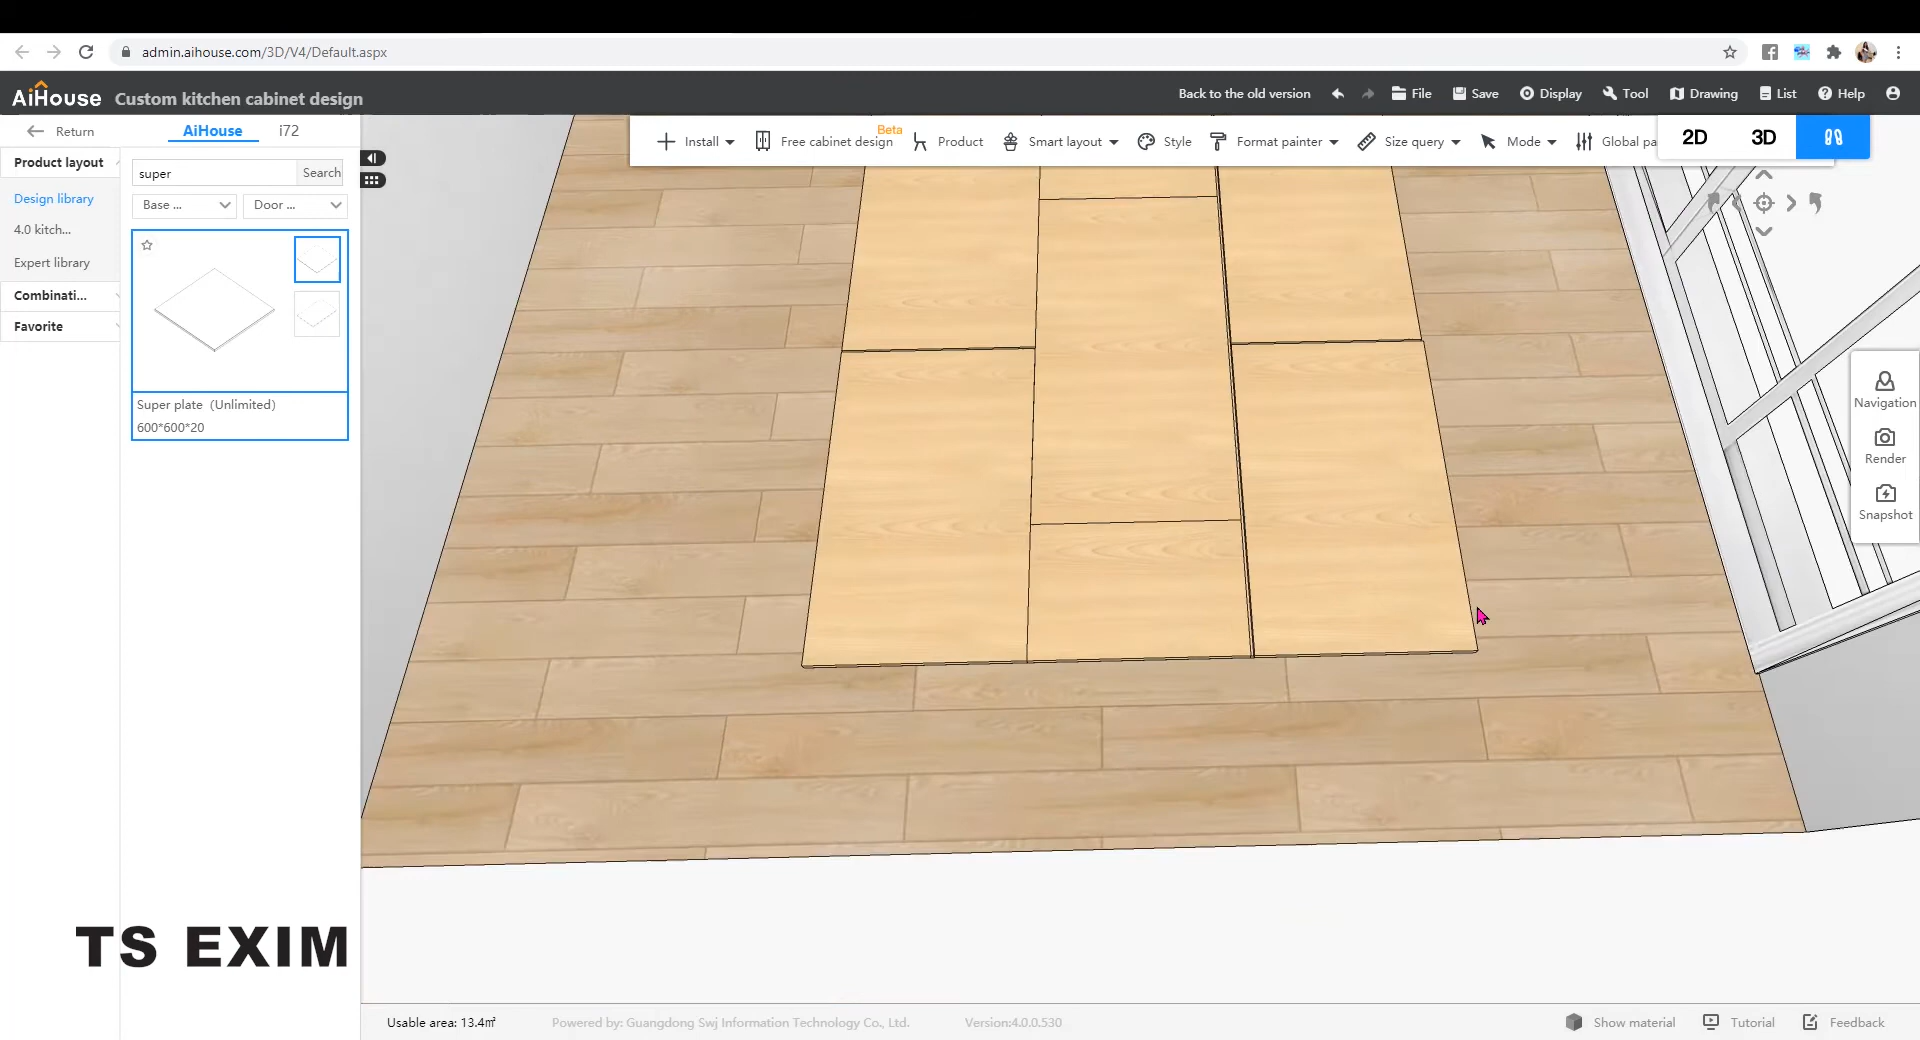 admin.aihouse.com/3D/V4/Default.aspx
AiHouse Custom kitchen cabinet design
Back to the old version File Save Display Tool Drawing List Help
Return AiHouse i72
Install Free cabinet design Beta Product Smart layout Style Format painter Size query Mode Global pa 2D 3D
Product layout
super Search
Design library
Base ... Door ...
4.0 kitch...
Expert library
Combinati...
Favorite
Super plate (Unlimited)
600*600*20
Navigation
Render
Snapshot
TS EXIM
Usable area: 13.4㎡ Powered by: Guangdong Swj Information Technology Co., Ltd. Version:4.0.0.530 Show material Tutorial Feedback